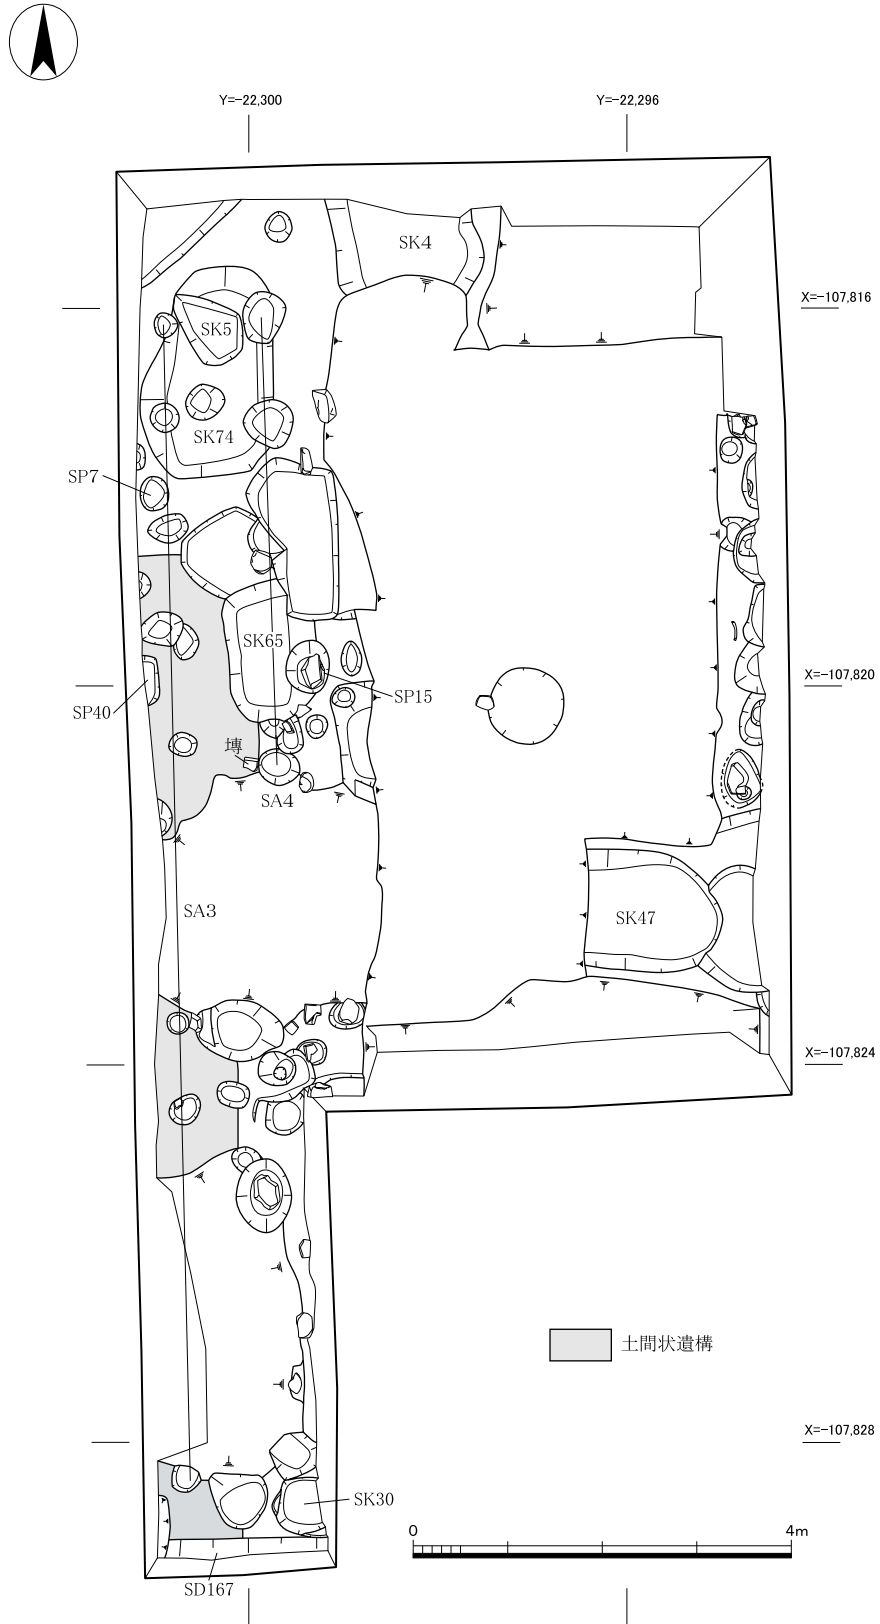 Y=-22,300
Y=-22,296
SK4
X=-107,816
SK5
SK74
SP7
SK65
X=-107,820
SP15
SP40
塼
SA4
SA3
SK47
X=-107,824
土間状遺構
X=-107,828
SK30
0
4m
SD167